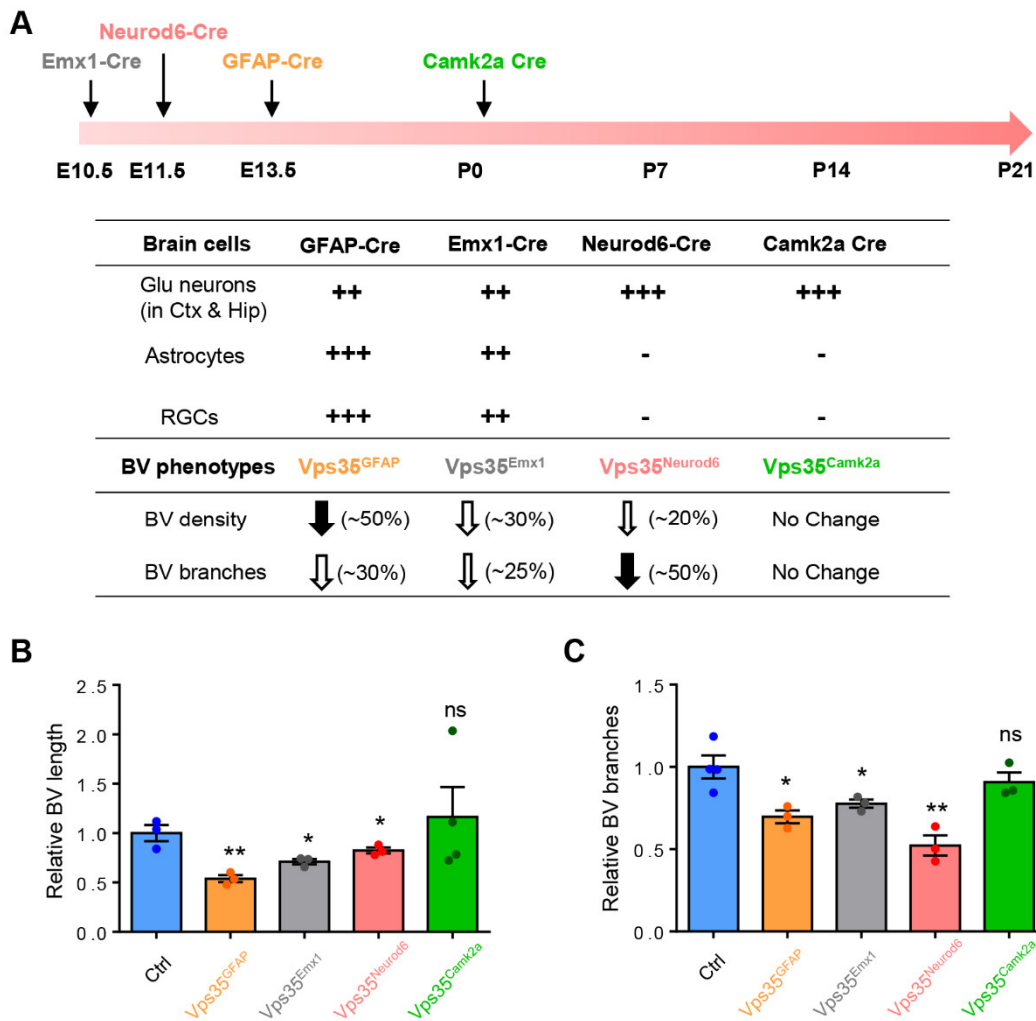 A
Neurod6-Cre
Emx1-Cre GFAP-Cre Camk2a Cre
E10.5 E11.5 E13.5 P0 P7 P14 P21
Brain cells GFAP-Cre Emx1-Cre Neurod6-Cre Camk2a Cre
Glu neurons
(in Ctx & Hip) ++ ++ +++ +++
Astrocytes +++ ++ - -
RGCs +++ ++ - -
BV phenotypes Vps35GFAP Vps35Emx1 Vps35Neurod6 Vps35Camk2a
BV density (~50%) (~30%) (~20%) No Change
BV branches (~30%) (~25%) (~50%) No Change
B
Relative BV length
2.5
2.0
1.5
1.0
0.5
0.0
** * * ns
Ctrl Vps35GFAP Vps35Emx1 Vps35Neurod6 Vps35Camk2a
C
Relative BV branches
1.5
1.0
0.5
0.0
* * ** ns
Ctrl Vps35GFAP Vps35Emx1 Vps35Neurod6 Vps35Camk2a